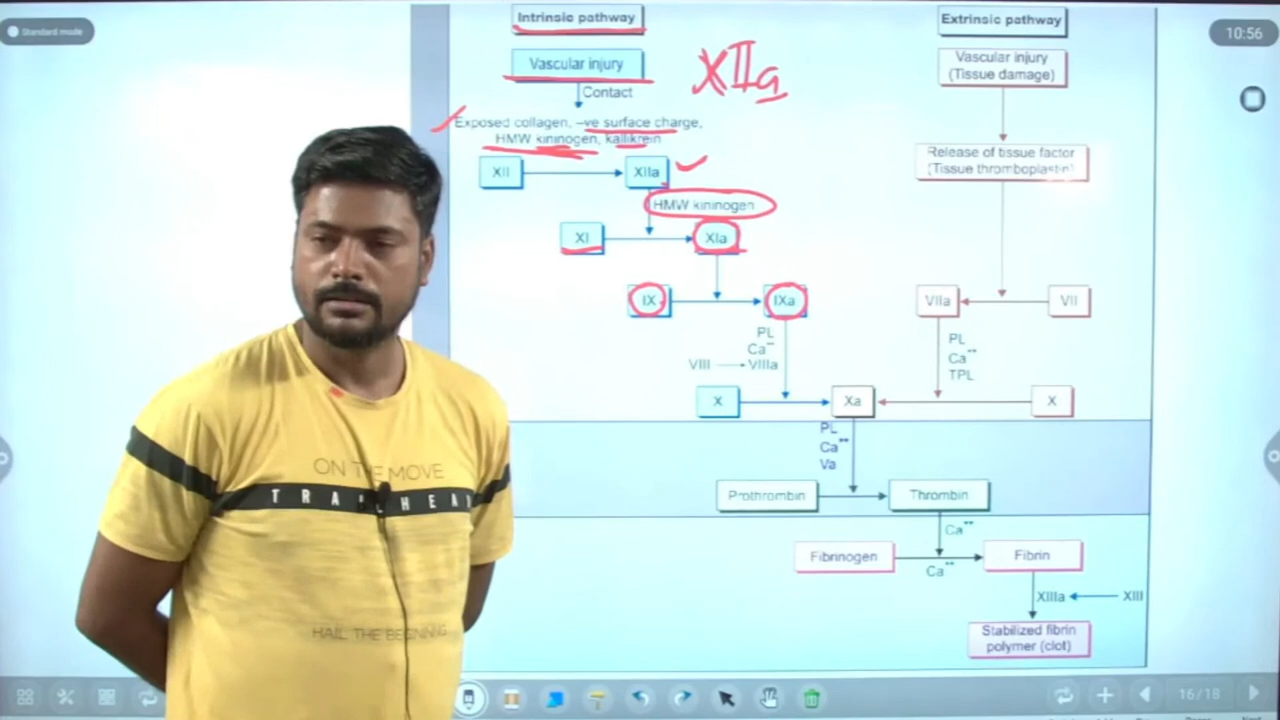 Standard mode
10:56
Intrinsic pathway
Vascular injury
Contact
Exposed collagen, –ve surface charge,
HMW kininogen, kallikrein
XII
XIIa
HMW kininogen
XI
XIa
IX
IXa
PL
Ca++
VIII
VIIIa
X
XIIa
Extrinsic pathway
Vascular injury
(Tissue damage)
Release of tissue factor
(Tissue thromboplastin)
VIIa
VII
PL
Ca++
TPL
Xa
X
PL
Ca++
Va
Prothrombin
Thrombin
Ca++
Fibrinogen
Fibrin
Ca++
XIIIa
XIII
Stabilized fibrin
polymer (clot)
ON THE MOVE
HAIL THE BEGINNING
16/18